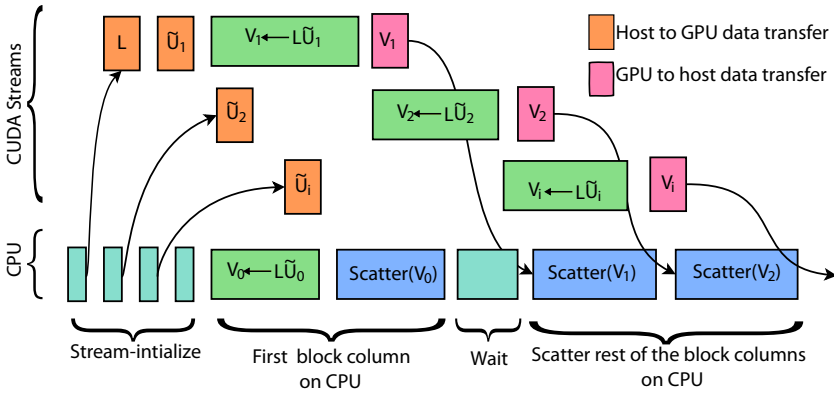 CUDA Streams
L
Ũ₁
V₁ ← LŨ₁
V₁
Host to GPU data transfer
GPU to host data transfer
Ũ₂
V₂ ← LŨ₂
V₂
Ũᵢ
Vᵢ ← LŨᵢ
Vᵢ
CPU
V₀ ← LŨ₀
Scatter(V₀)
Scatter(V₁)
Scatter(V₂)
Stream-intialize
First block column
on CPU
Wait
Scatter rest of the block columns
on CPU